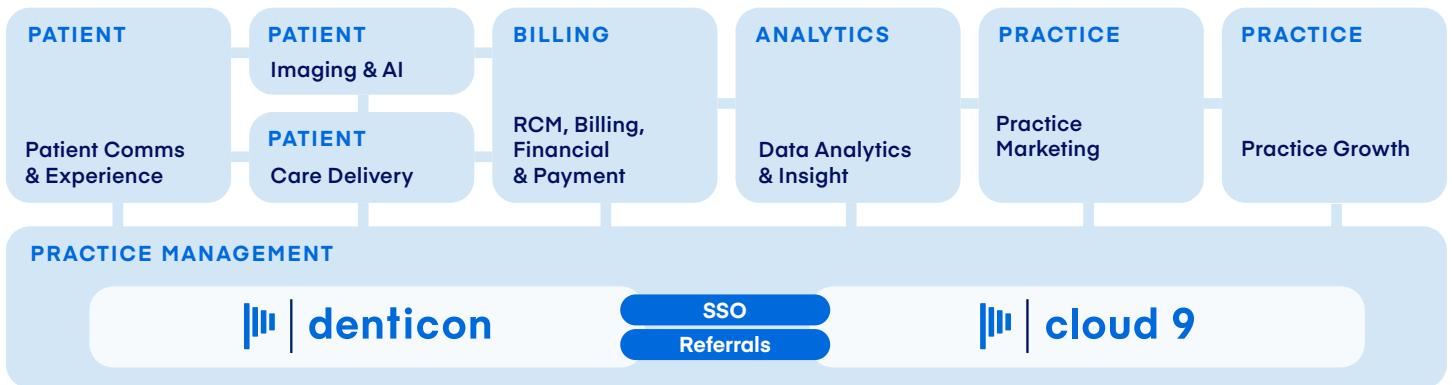 PATIENT
Patient Comms
& Experience
PATIENT
Imaging & AI
PATIENT
Care Delivery
BILLING
RCM, Billing,
Financial
& Payment
ANALYTICS
Data Analytics
& Insight
PRACTICE
Practice
Marketing
PRACTICE
Practice Growth
PRACTICE MANAGEMENT
denticon
SSO
Referrals
cloud 9